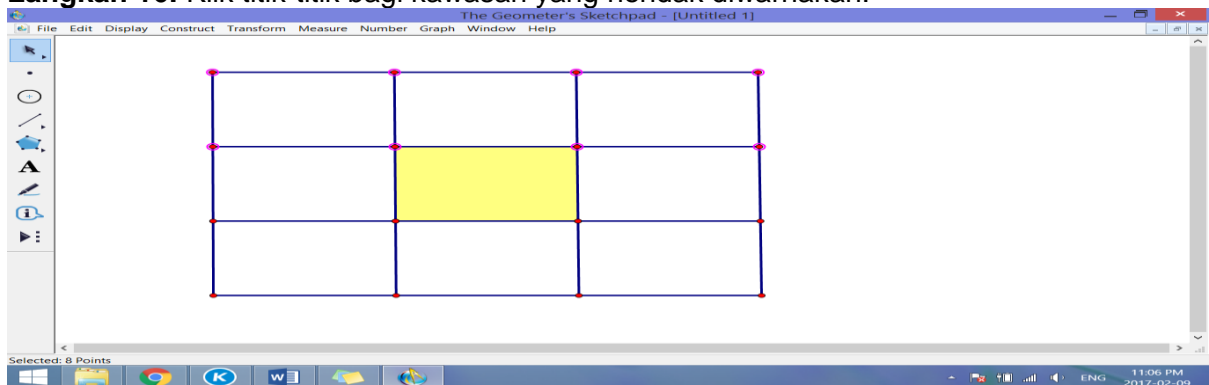 Langkah 16: Klik titik-titik bagi kawasan yang hendak diwarnakan.
The Geometer's Sketchpad - [Untitled 1]
File Edit Display Construct Transform Measure Number Graph Window Help
A
Selected: 8 Points
K
W
ENG
11:06 PM
2017-02-09